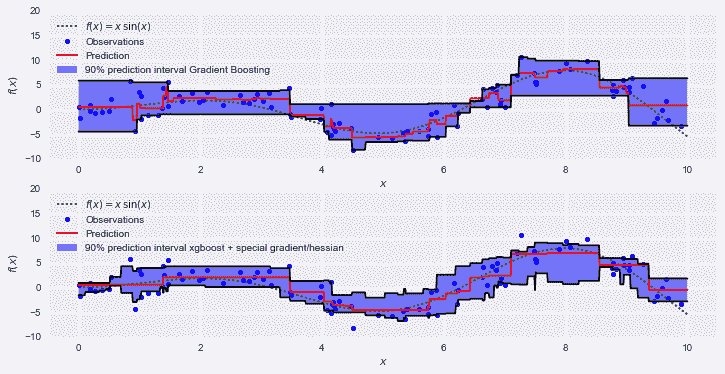 20
15
10
5
0
−5
−10
f(x)
f(x) = x sin(x)
Observations
Prediction
90% prediction interval Gradient Boosting
0 2 4 6 8 10
x
20
15
10
5
0
−5
−10
f(x)
f(x) = x sin(x)
Observations
Prediction
90% prediction interval xgboost + special gradient/hessian
0 2 4 6 8 10
x